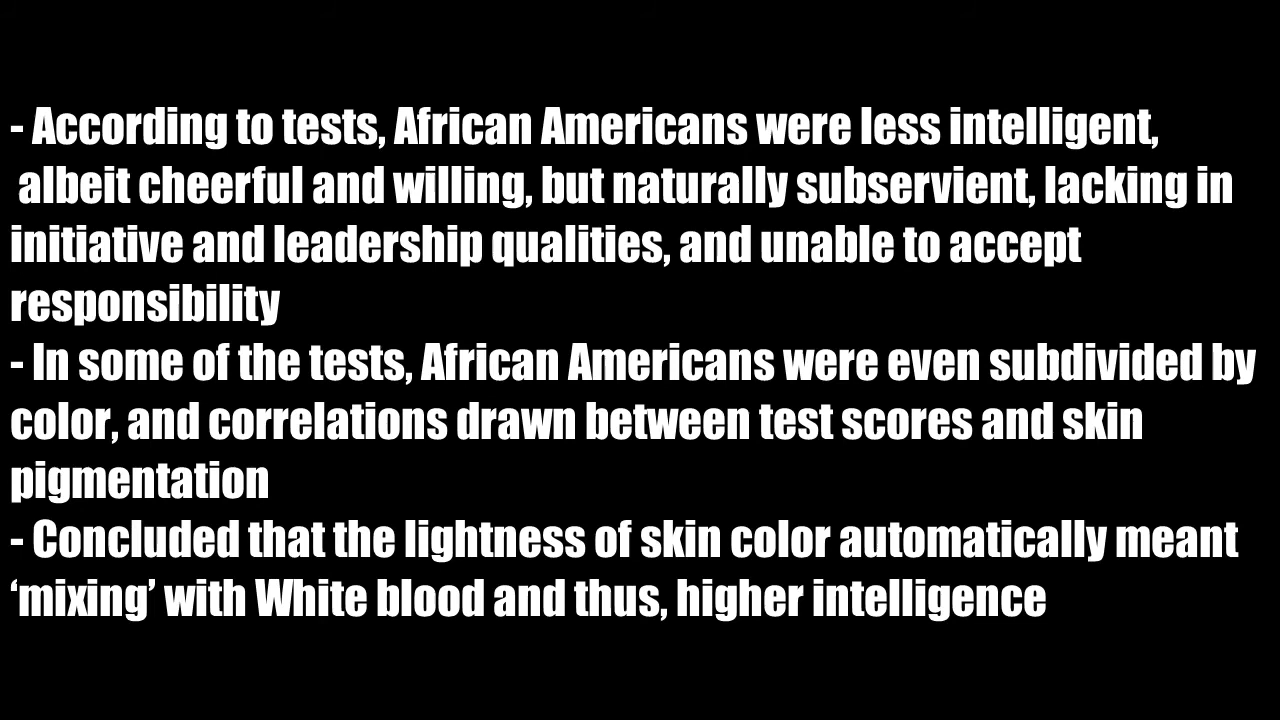 - According to tests, African Americans were less intelligent,
albeit cheerful and willing, but naturally subservient, lacking in
initiative and leadership qualities, and unable to accept
responsibility
- In some of the tests, African Americans were even subdivided by
color, and correlations drawn between test scores and skin
pigmentation
- Concluded that the lightness of skin color automatically meant
‘mixing’ with White blood and thus, higher intelligence